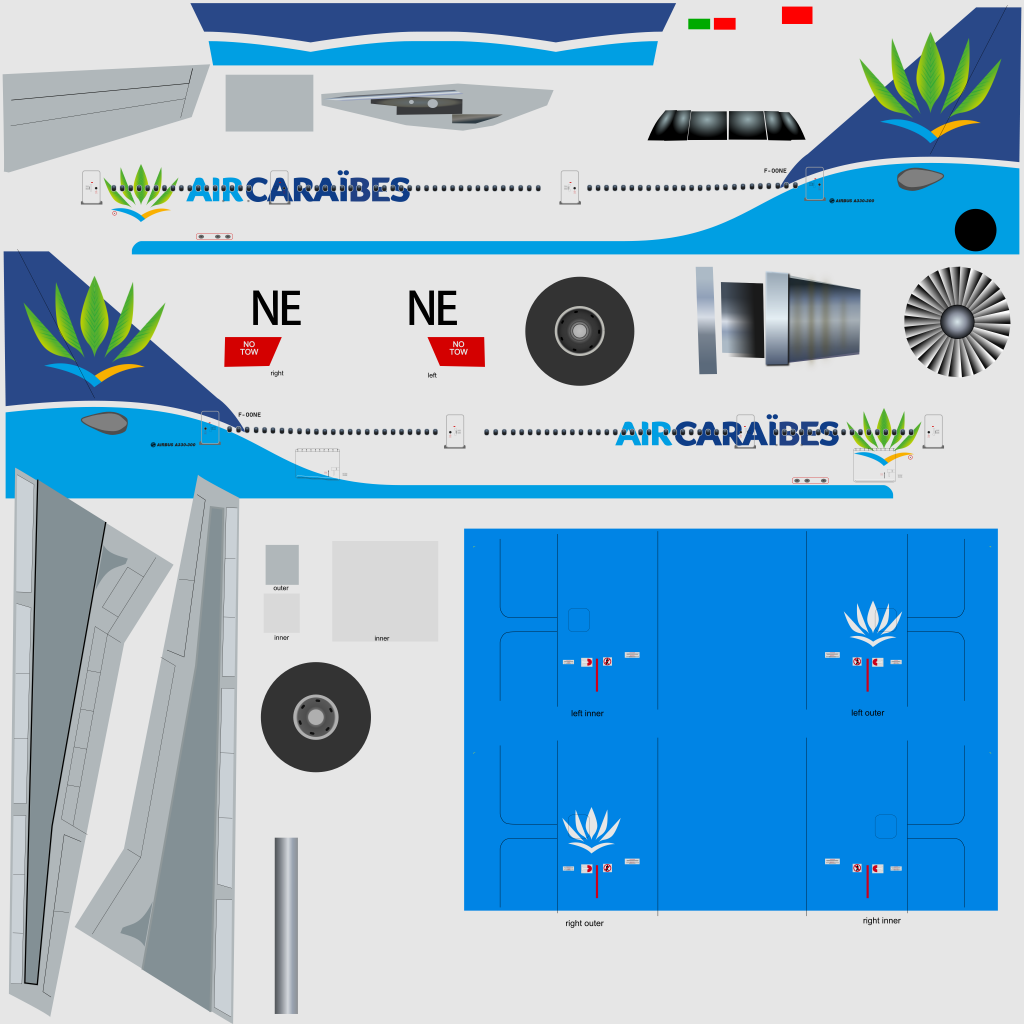 F-OONE
AIRCARAÏBES
AIRBUS A330-200
NE
NE
NO
TOW
NO
TOW
right
left
F-OONE
AIRCARAÏBES
AIRBUS A330-200
outer
inner
inner
left inner
left outer
right outer
right inner